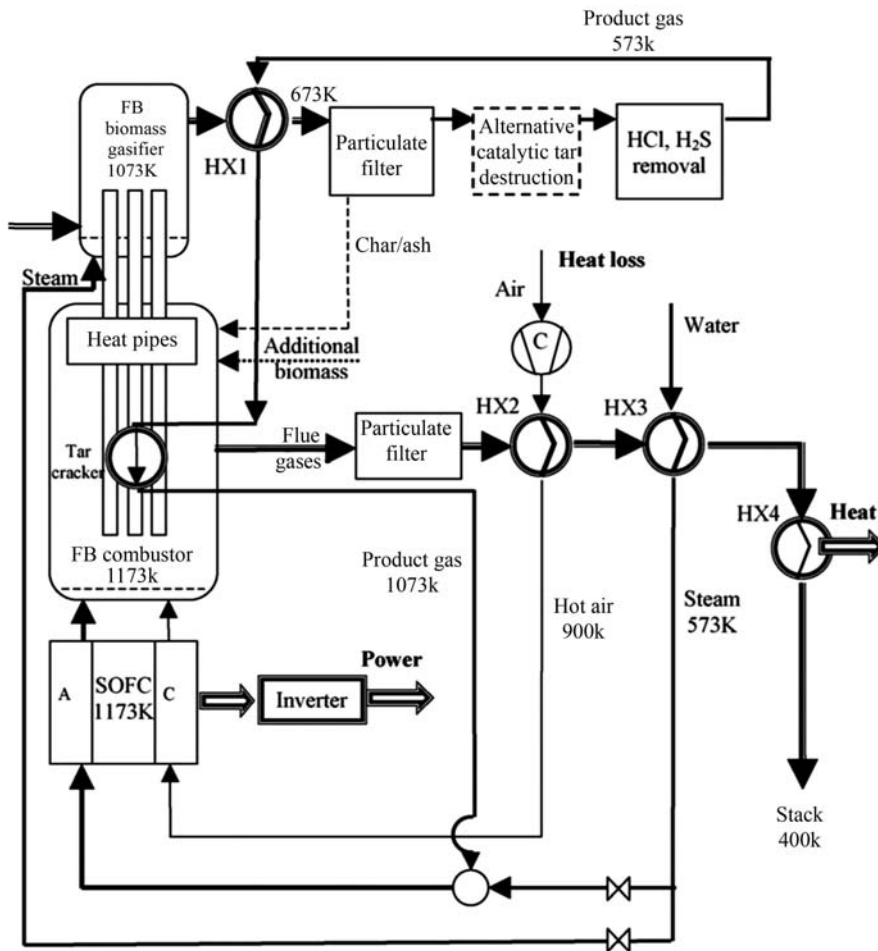 Product gas
573k
FB
biomass
gasifier
1073K
673K
HX1
Particulate
filter
Alternative
catalytic tar
destruction
HCl, H₂S
removal
Char/ash
Steam
Heat loss
Air
C
Water
Heat pipes
Additional
biomass
HX2
HX3
Tar
cracker
Flue
gases
Particulate
filter
HX4
Heat
FB combustor
1173k
Product gas
1073k
Hot air
900k
Steam
573K
A
SOFC
1173K
C
Inverter
Power
Stack
400k